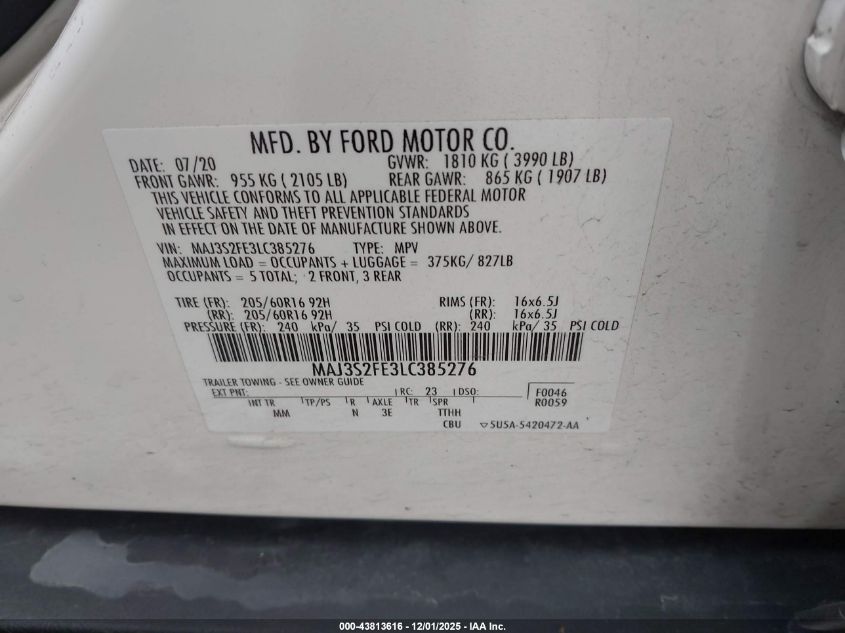 MFD. BY FORD MOTOR CO.
DATE: 07/20 GVWR: 1810 KG ( 3990 LB)
FRONT GAWR: 955 KG ( 2105 LB) REAR GAWR: 865 KG ( 1907 LB)
THIS VEHICLE CONFORMS TO ALL APPLICABLE FEDERAL MOTOR
VEHICLE SAFETY AND THEFT PREVENTION STANDARDS
IN EFFECT ON THE DATE OF MANUFACTURE SHOWN ABOVE.
VIN: MAJ3S2FE3LC385276 TYPE: MPV
MAXIMUM LOAD = OCCUPANTS + LUGGAGE = 375KG/ 827LB
OCCUPANTS = 5 TOTAL; 2 FRONT, 3 REAR
TIRE (FR): 205/60R16 92H RIMS (FR): 16x6.5J
(RR): 205/60R16 92H (RR): 16x6.5J
PRESSURE (FR): 240 kPa/ 35 PSI COLD (RR): 240 kPa/ 35 PSI COLD
MAJ3S2FE3LC385276
TRAILER TOWING - SEE OWNER GUIDE
EXT PNT: RC: 23 DSO: F0046
INT TR TP/PS R AXLE TR SPR R0059
MM N 3E TTHH
CBU ▽5U5A-5420472-AA
000-43813616 - 12/01/2025 - IAA Inc.